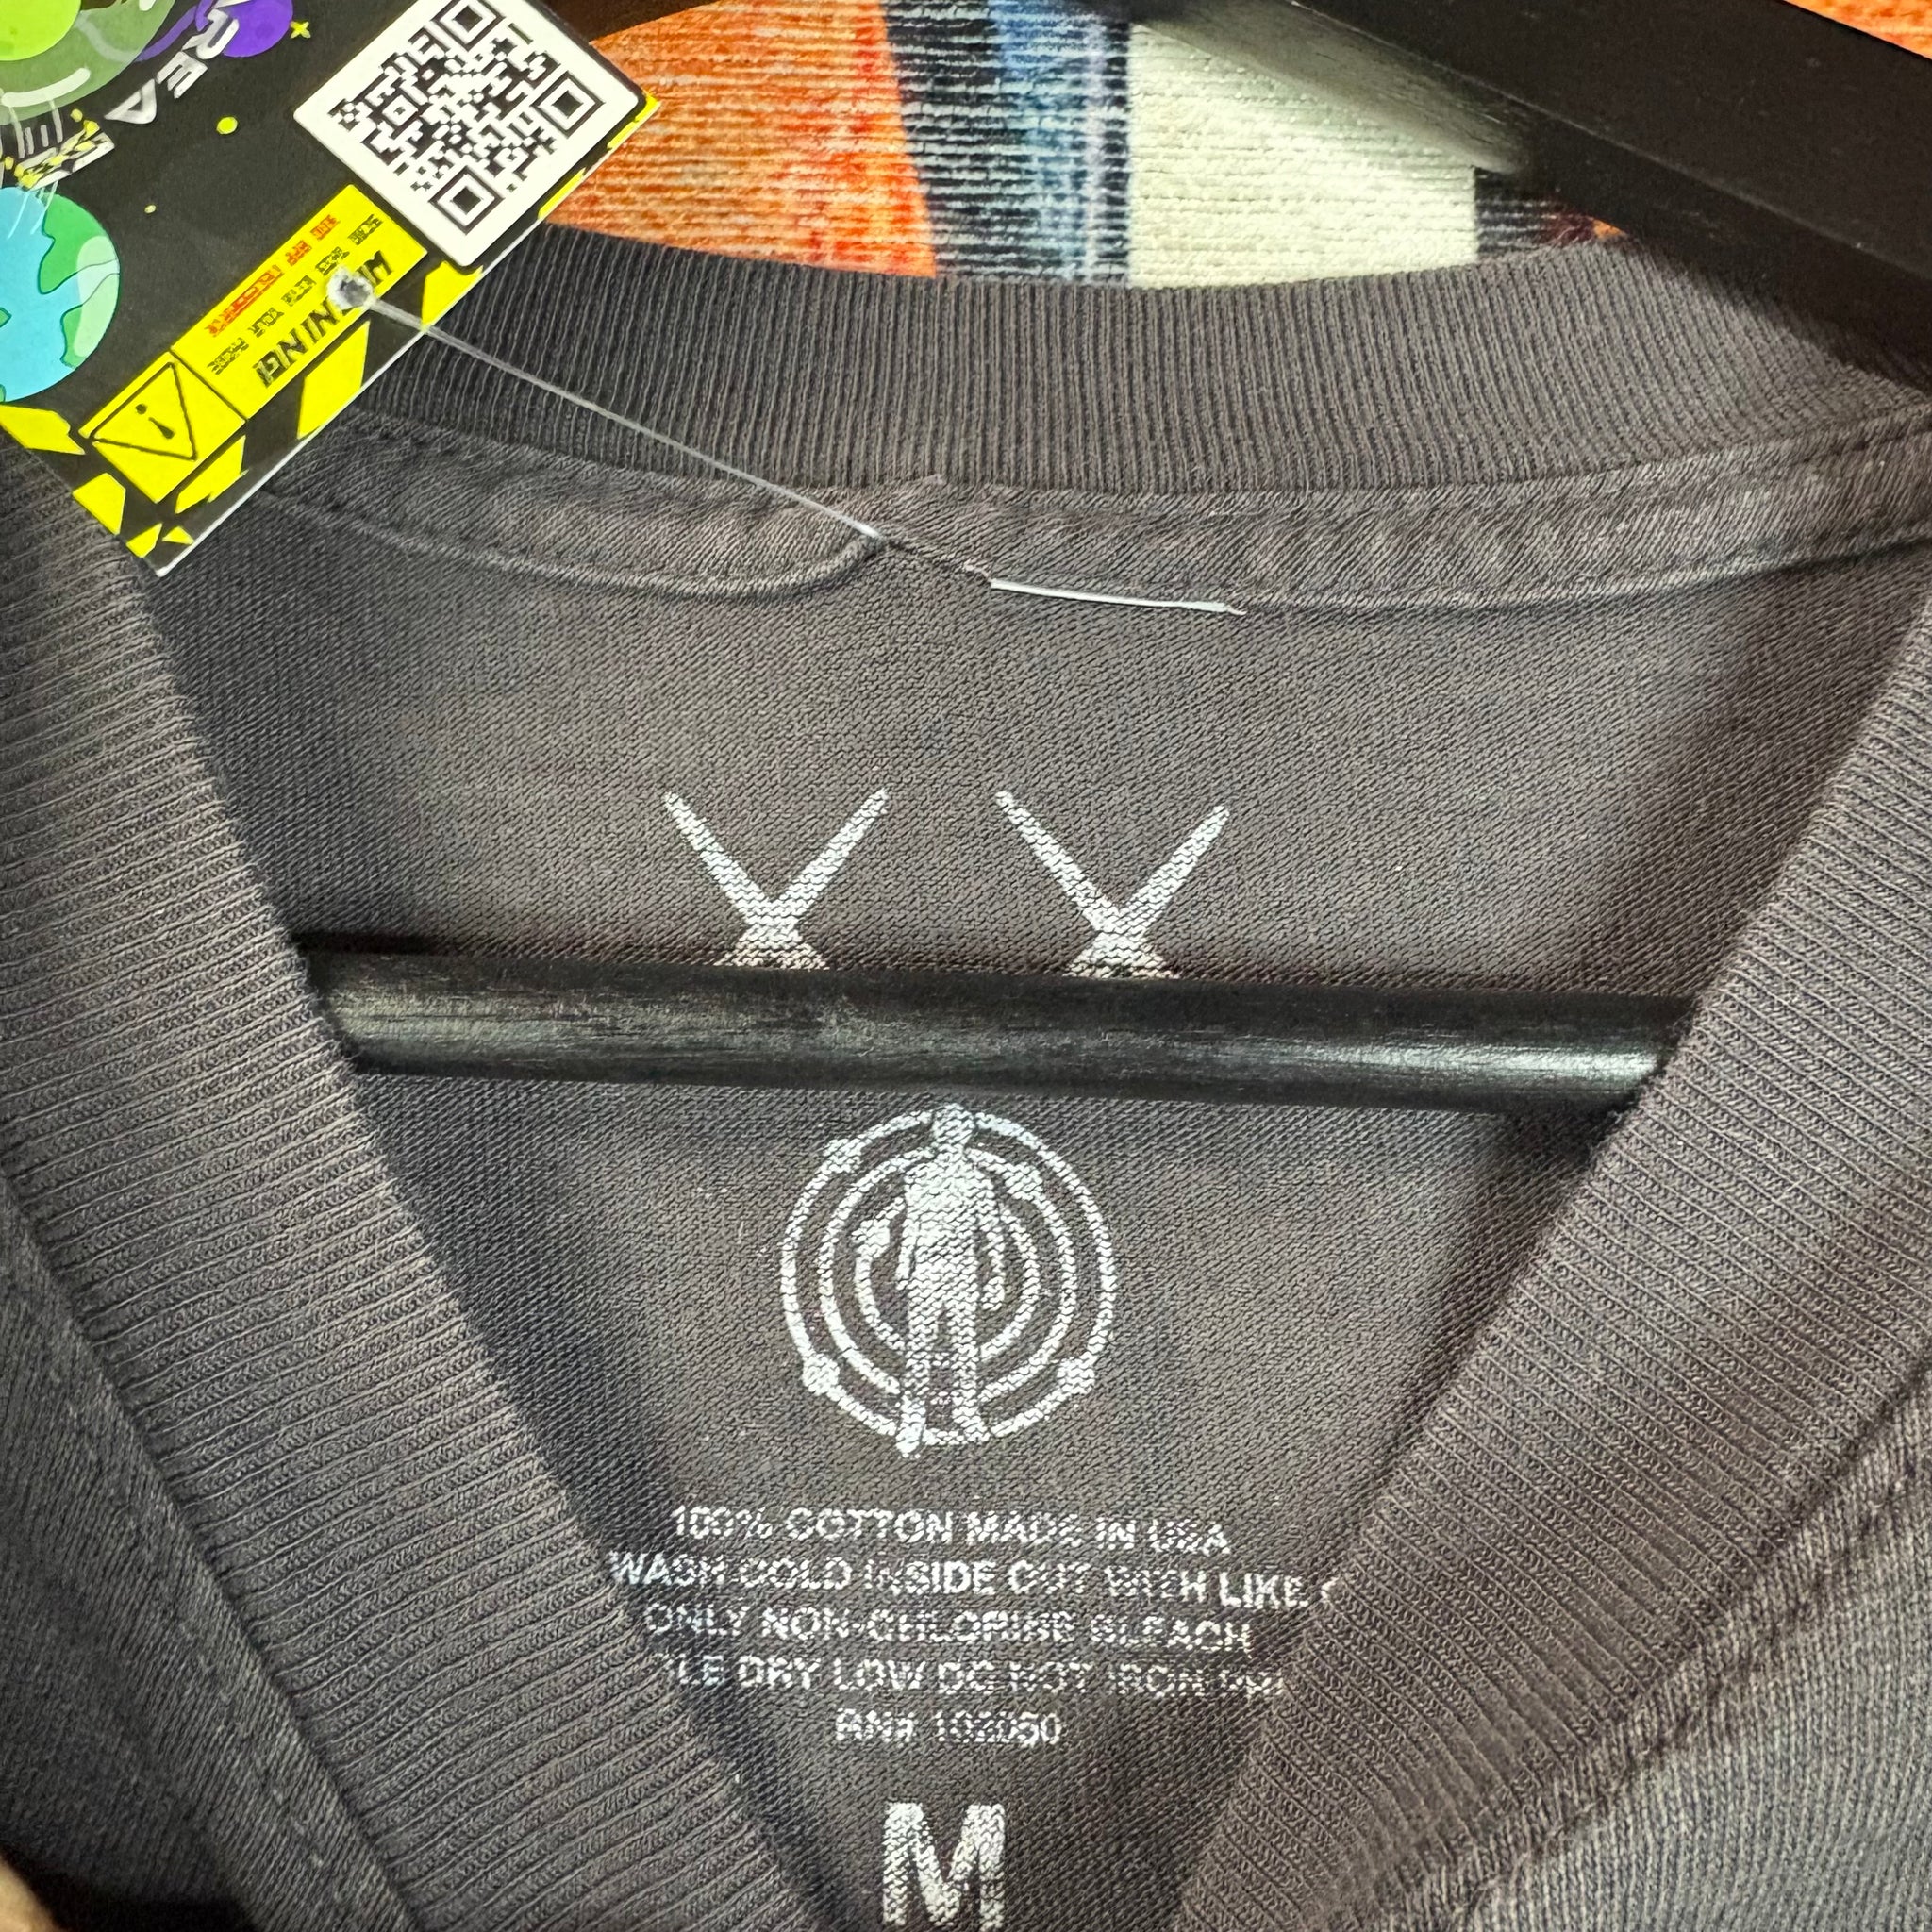 AREA
WARNING!
100% COTTON MADE IN USA
WASH COLD INSIDE OUT WITH LIKE
ONLY NON-CHLORINE BLEACH
DRY LOW DO NOT IRON
RN#
M